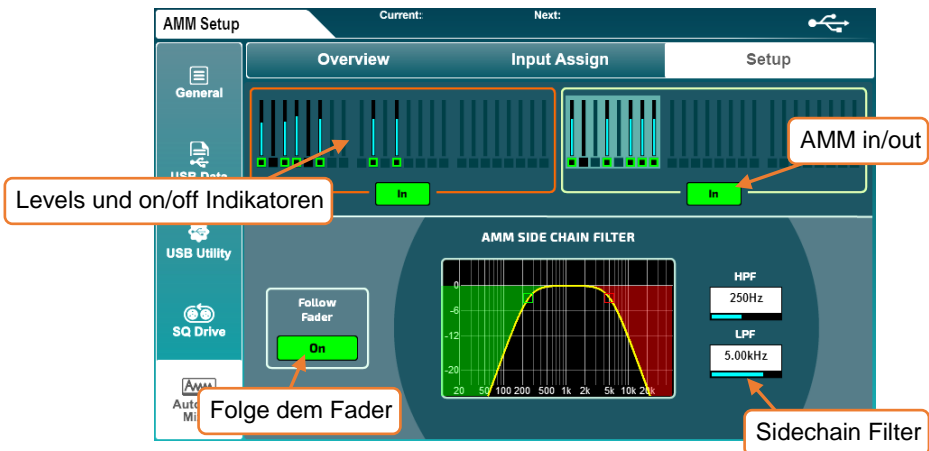 AMM Setup
Current:
Next:
Overview
Input Assign
Setup
General
USB Data
AMM in/out
Levels und on/off Indikatoren
In
In
USB Utility
AMM SIDE CHAIN FILTER
HPF
250Hz
LPF
5.00kHz
Follow
Fader
On
0
-6
-12
-20
20 50 100 200 500 1k 2k 5k 10k 20k
SQ Drive
Folge dem Fader
Sidechain Filter